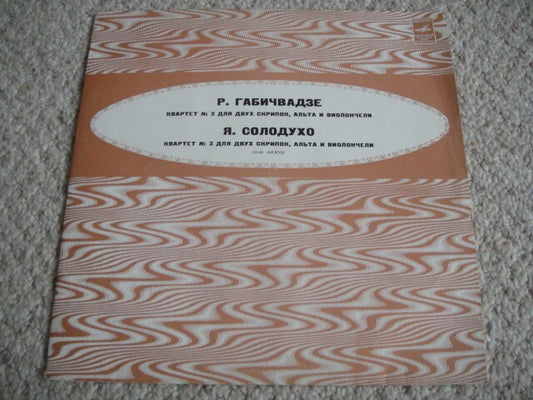 Р. ГАБИЧВАДЗЕ
КВАРТЕТ № 3 ДЛЯ ДВУХ СКРИПОК, АЛЬТА И ВИОЛОНЧЕЛИ
Я. СОЛОДУХО
КВАРТЕТ № 3 ДЛЯ ДВУХ СКРИПОК, АЛЬТА И ВИОЛОНЧЕЛИ
соль мажор